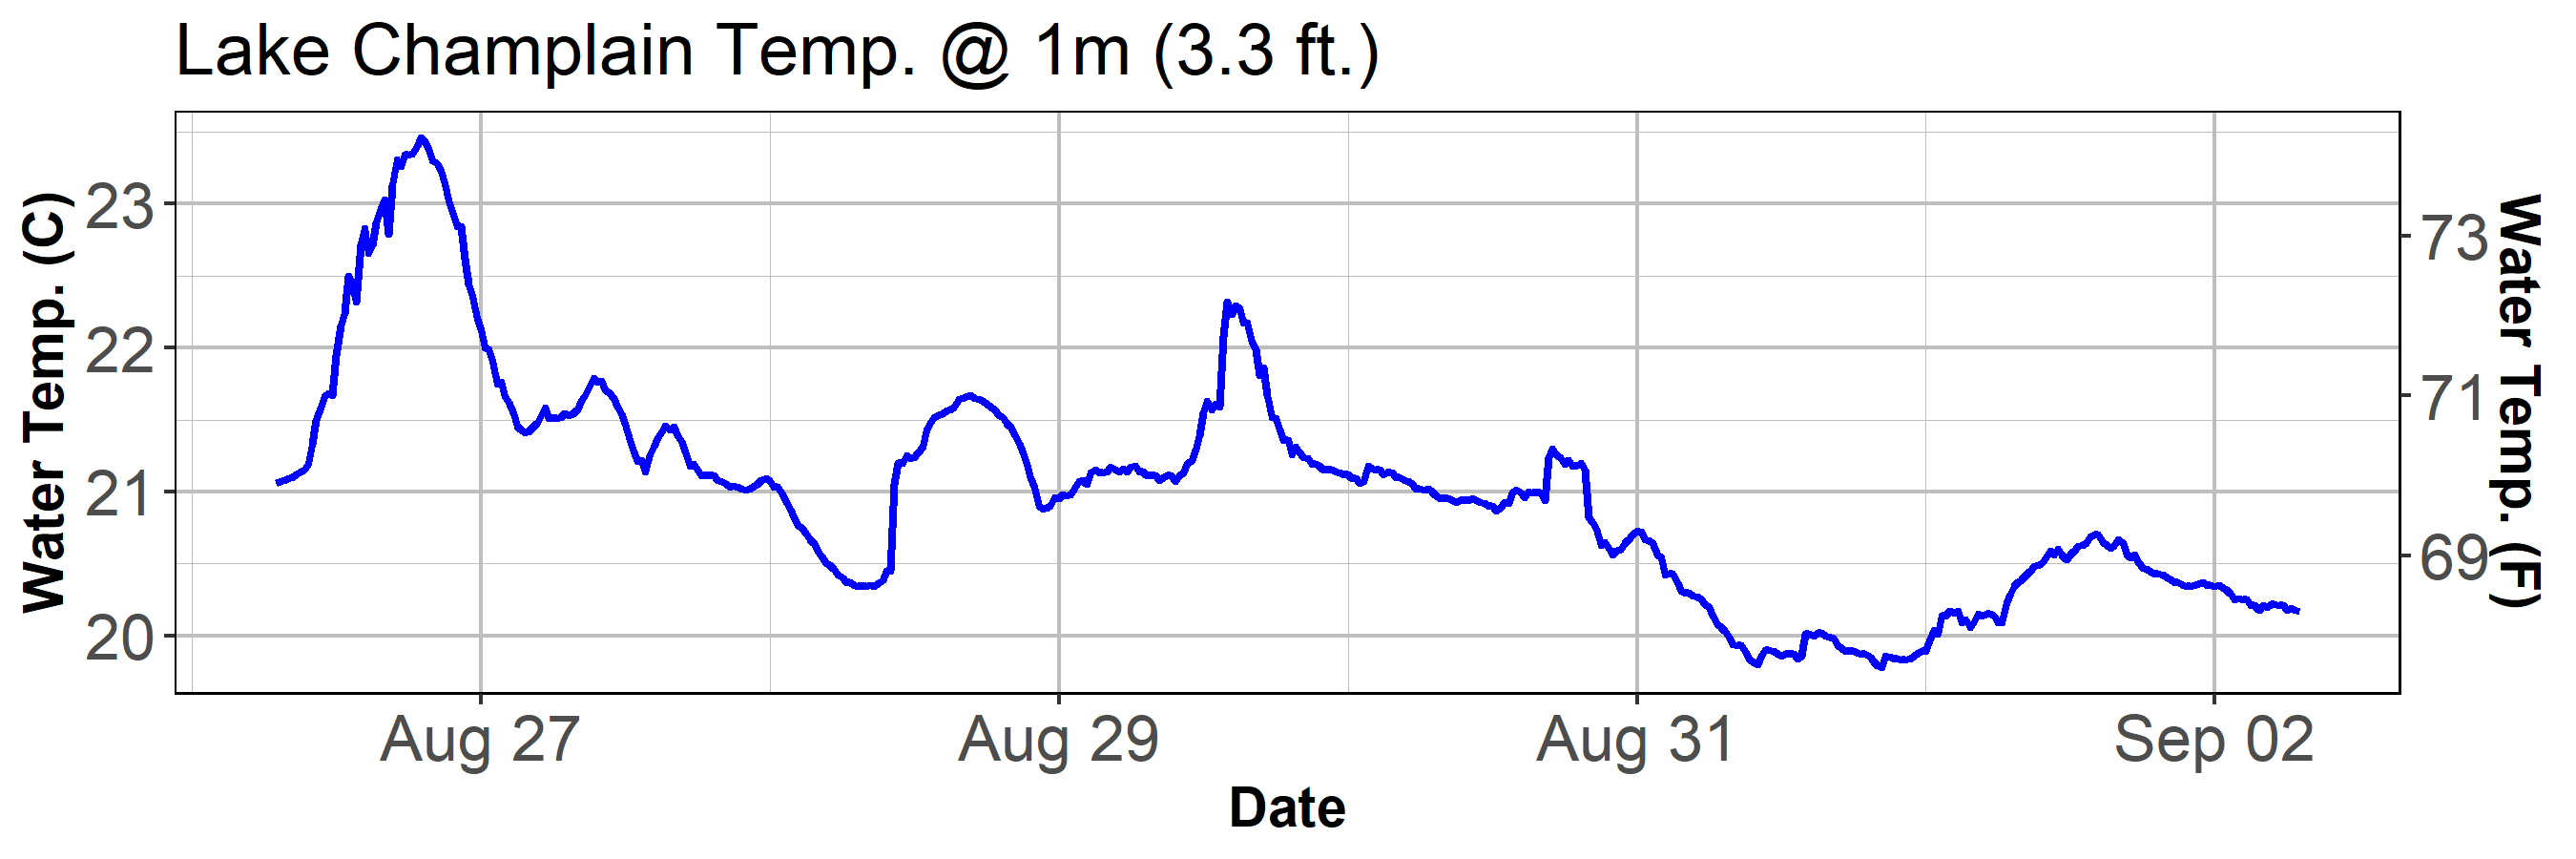 Lake Champlain Temp. @ 1m (3.3 ft.)
Water Temp. (C)
23
22
21
20
73
71
69
Water Temp. (F)
Aug 27
Aug 29
Aug 31
Sep 02
Date